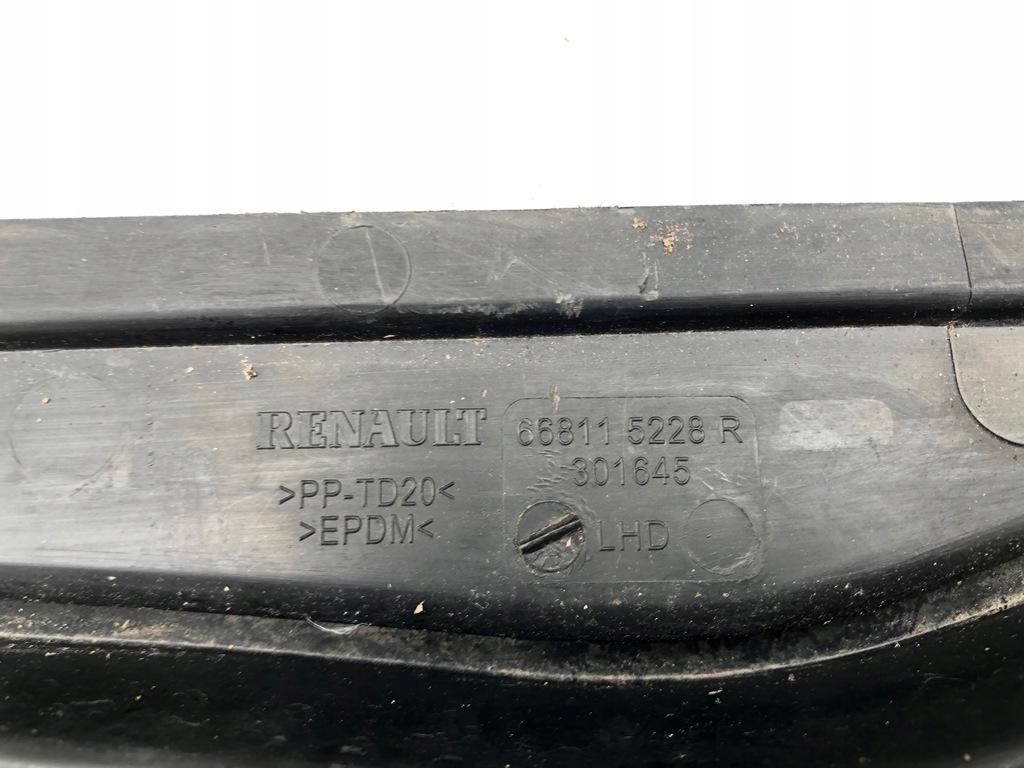 RENAULT
66811 5228 R
301645
>PP-TD20<
>EPDM<
LHD